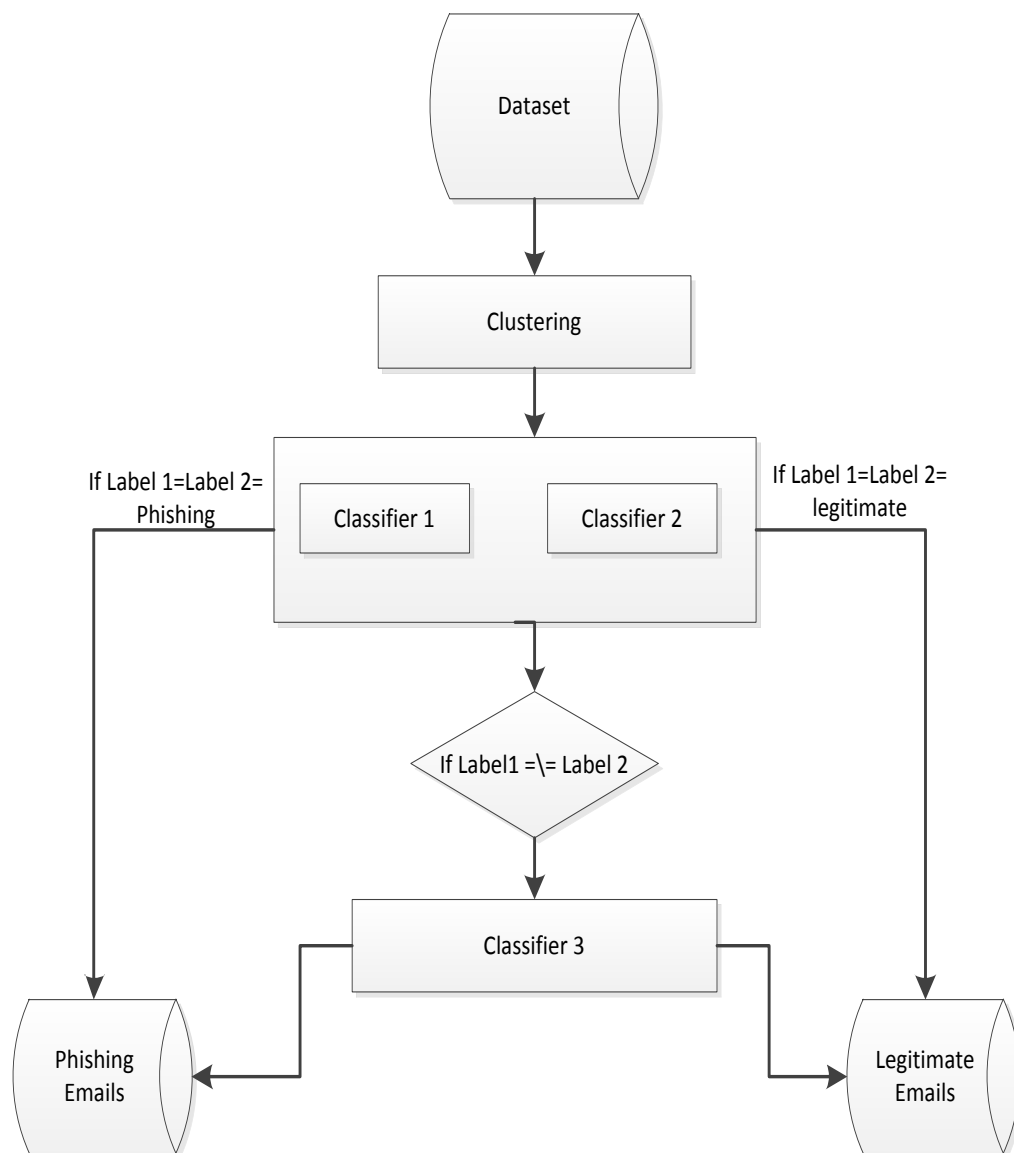 Dataset
Clustering
If Label 1=Label 2=
Phishing
If Label 1=Label 2=
legitimate
Classifier 1
Classifier 2
If Label1 =\= Label 2
Classifier 3
Phishing
Emails
Legitimate
Emails